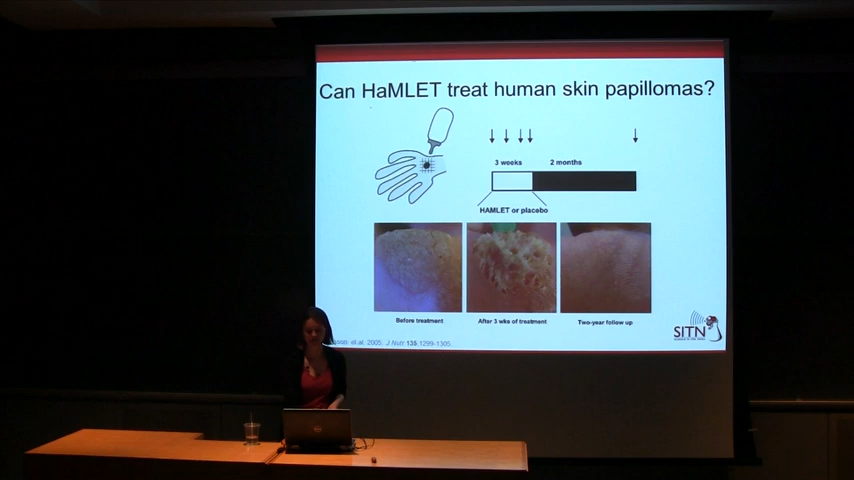 Can HaMLET treat human skin papillomas?
3 weeks
2 months
HAMLET or placebo
Before treatment
After 3 wks of treatment
Two-year follow up
SITN
et.al. 2005. J Nutr 135:1299-1305